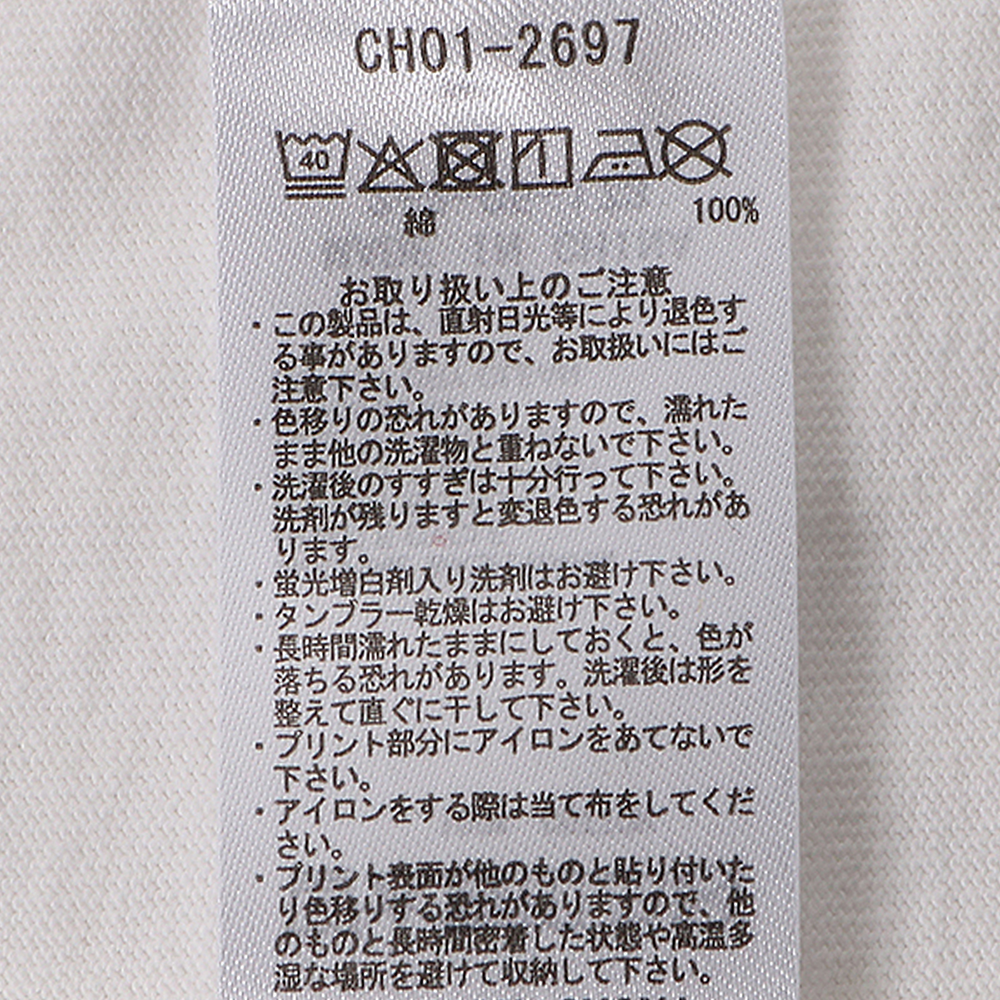 CH01-2697
40
綿 100%
お取り扱い上のご注意
・この製品は、直射日光等により退色す
る事がありますので、お取扱いにはご
注意下さい。
・色移りの恐れがありますので、濡れた
まま他の洗濯物と重ねないで下さい。
・洗濯後のすすぎは十分行って下さい。
洗剤が残りますと変退色する恐れがあ
ります。
・蛍光増白剤入り洗剤はお避け下さい。
・タンブラー乾燥はお避け下さい。
・長時間濡れたままにしておくと、色が
落ちる恐れがあります。洗濯後は形を
整えて直ぐに干して下さい。
・プリント部分にアイロンをあてないで
下さい。
・アイロンをする際は当て布をしてくだ
さい。
・プリント表面が他のものと貼り付いた
り色移りする恐れがありますので、他
のものと長時間密着した状態や高温多
湿な場所を避けて収納して下さい。